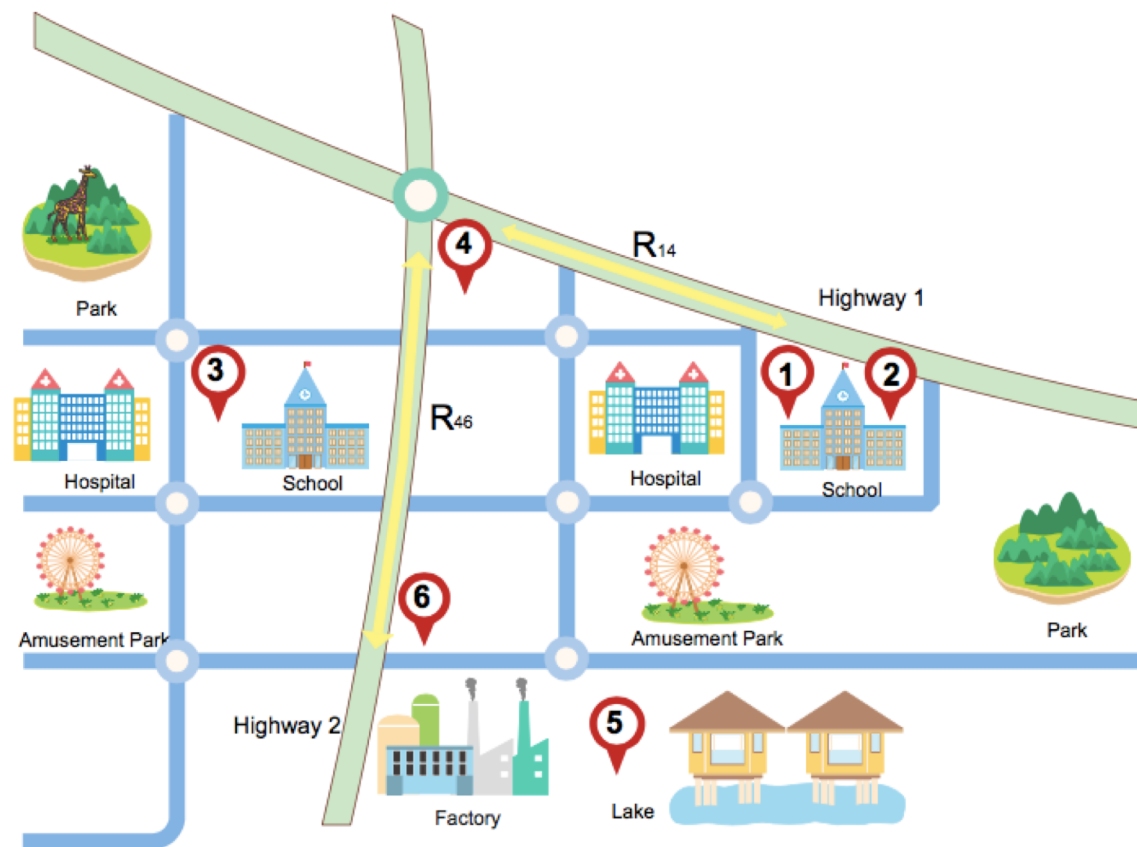 4
R14
Highway 1
Park
3
1
2
R46
Hospital
School
Hospital
School
6
Amusement Park
Amusement Park
Park
Highway 2
5
Factory
Lake